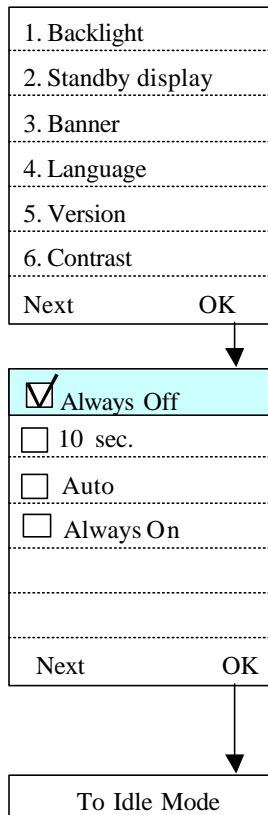 1. Backlight
2. Standby display
3. Banner
4. Language
5. Version
6. Contrast
Next OK
Always Off
10 sec.
Auto
Always On
Next OK
To Idle Mode